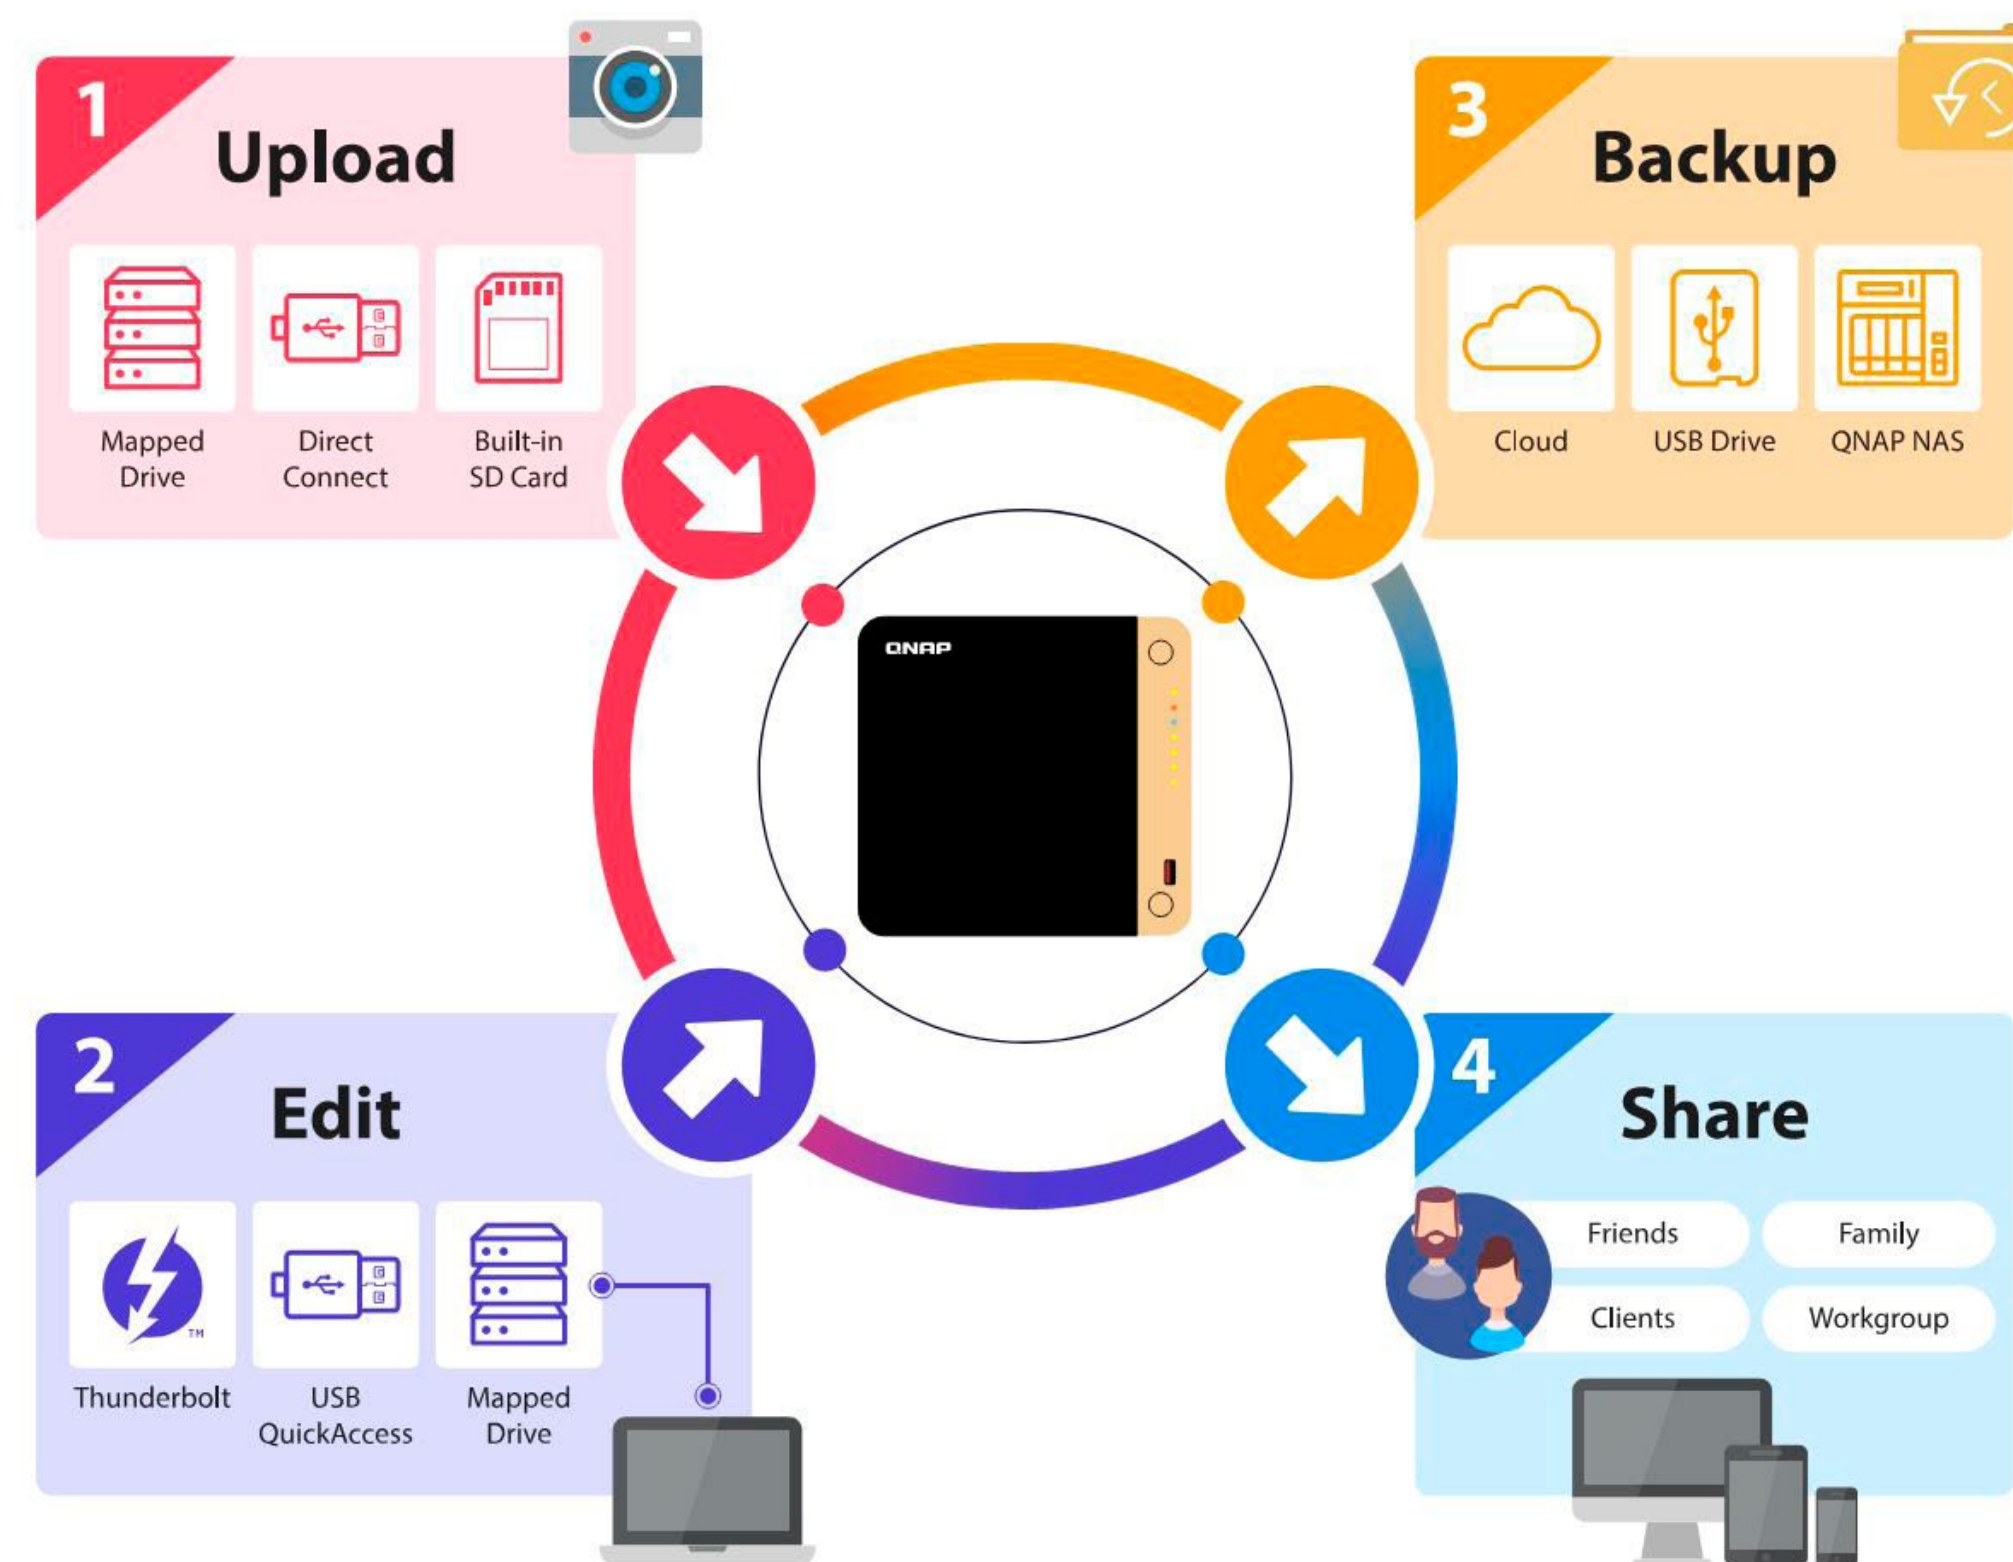 1
Upload
Mapped
Drive
Direct
Connect
Built-in
SD Card
3
Backup
Cloud
USB Drive
QNAP NAS
QNAP
2
Edit
Thunderbolt
TM
USB
QuickAccess
Mapped
Drive
4
Share
Friends
Family
Clients
Workgroup